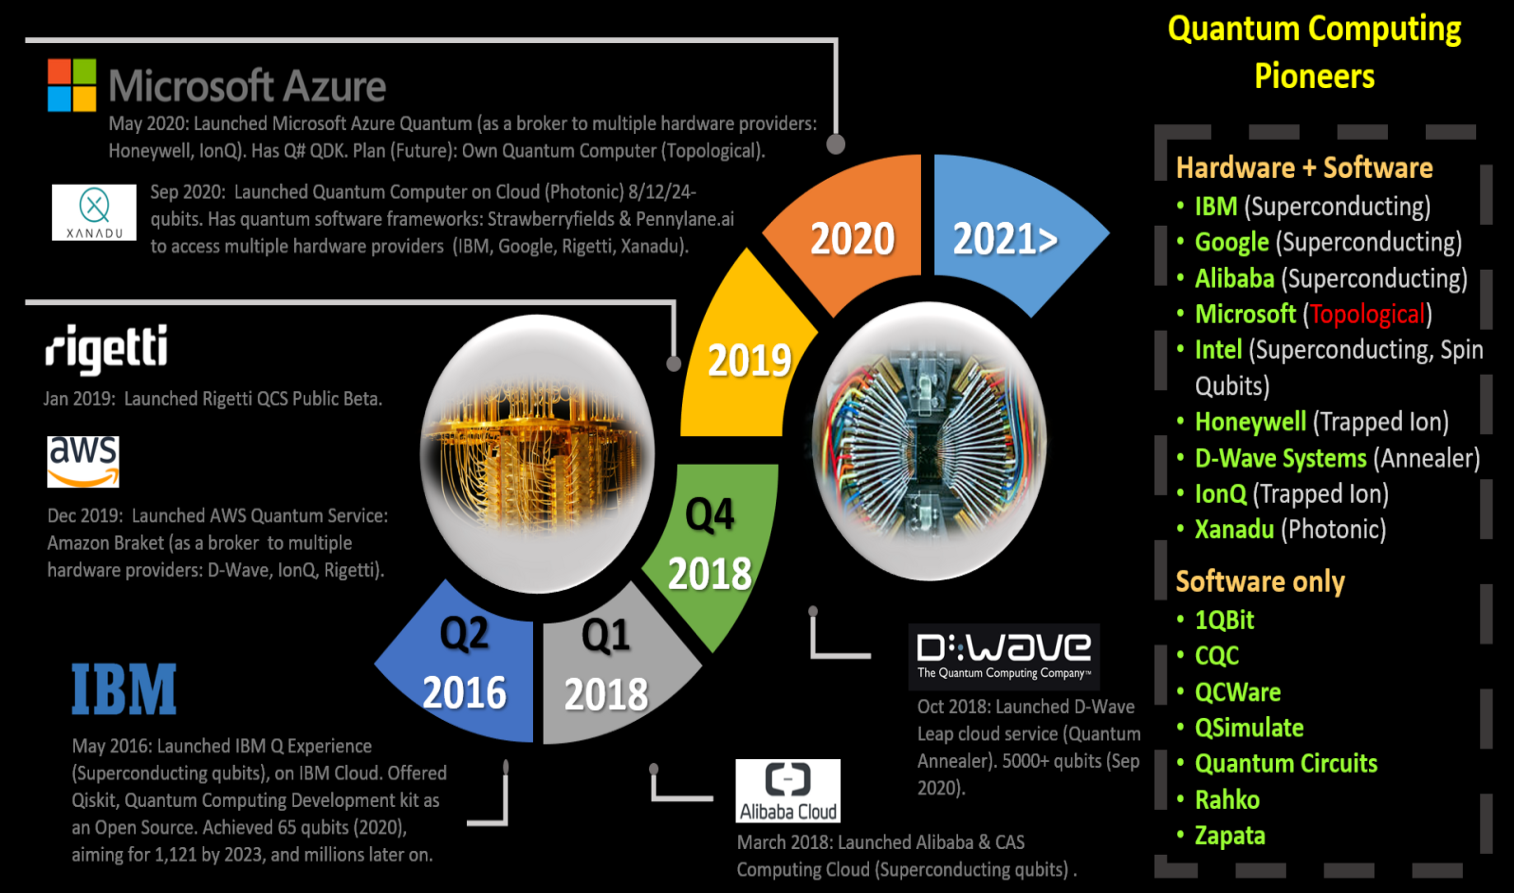 Quantum Computing
Pioneers
Microsoft Azure
May 2020: Launched Microsoft Azure Quantum (as a broker to multiple hardware providers:
Honeywell, IonQ). Has Q# QDK. Plan (Future): Own Quantum Computer (Topological).
XANADU
Sep 2020: Launched Quantum Computer on Cloud (Photonic) 8/12/24-
qubits. Has quantum software frameworks: Strawberryfields & Pennylane.ai
to access multiple hardware providers (IBM, Google, Rigetti, Xanadu).
rigetti
Jan 2019: Launched Rigetti QCS Public Beta.
aws
Dec 2019: Launched AWS Quantum Service:
Amazon Braket (as a broker to multiple
hardware providers: D-Wave, IonQ, Rigetti).
IBM
May 2016: Launched IBM Q Experience
(Superconducting qubits), on IBM Cloud. Offered
Qiskit, Quantum Computing Development kit as
an Open Source. Achieved 65 qubits (2020),
aiming for 1,121 by 2023, and millions later on.
Q2
2016
Q1
2018
Q4
2018
2019
2020
2021>
Alibaba Cloud
March 2018: Launched Alibaba & CAS
Computing Cloud (Superconducting qubits) .
D:wave
The Quantum Computing Company™
Oct 2018: Launched D-Wave
Leap cloud service (Quantum
Annealer). 5000+ qubits (Sep
2020).
Hardware + Software
• IBM (Superconducting)
• Google (Superconducting)
• Alibaba (Superconducting)
• Microsoft (Topological)
• Intel (Superconducting, Spin
Qubits)
• Honeywell (Trapped Ion)
• D-Wave Systems (Annealer)
• IonQ (Trapped Ion)
• Xanadu (Photonic)
Software only
• 1QBit
• CQC
• QCWare
• QSimulate
• Quantum Circuits
• Rahko
• Zapata